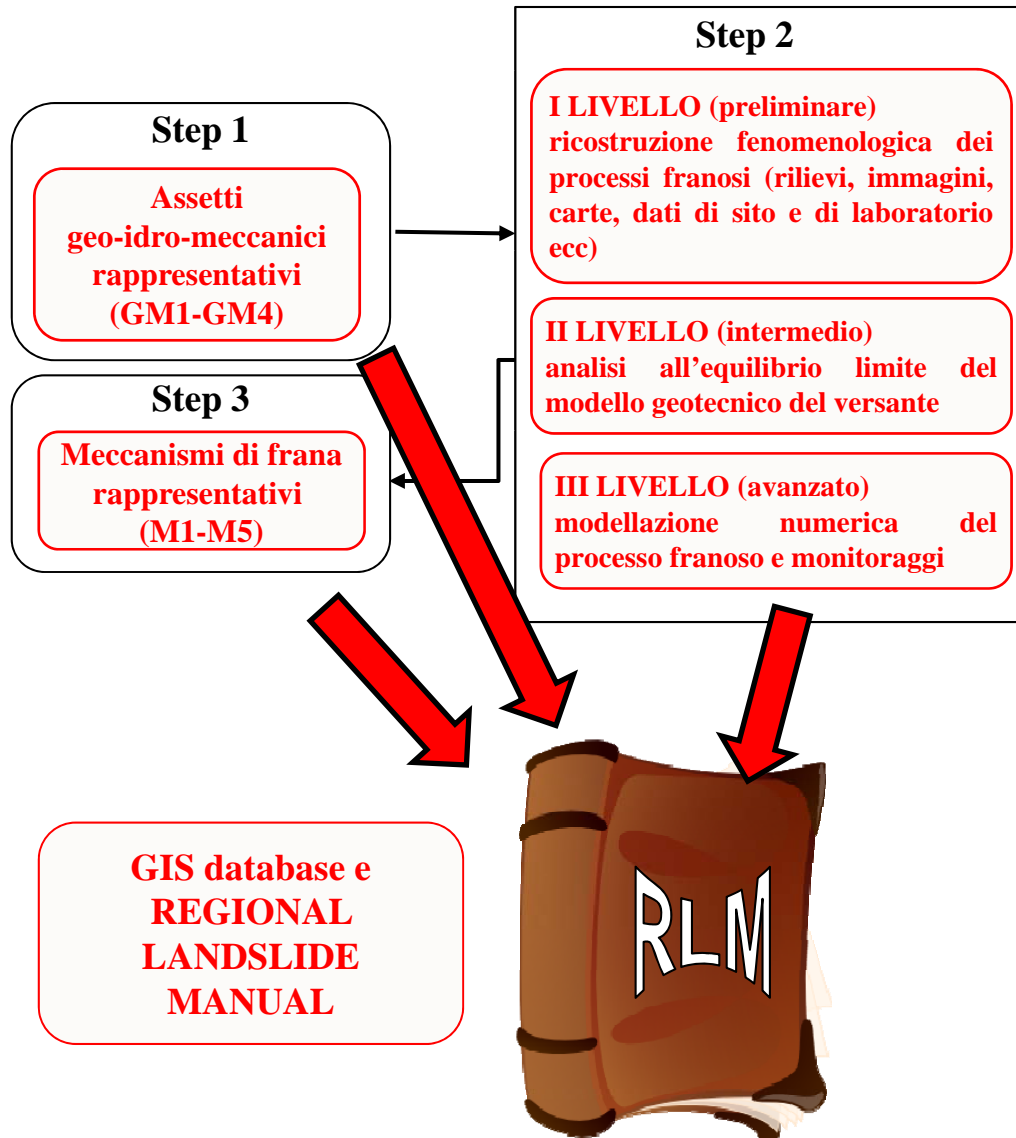 Step 1
Assetti
geo-idro-meccanici
rappresentativi
(GM1-GM4)
Step 2
I LIVELLO (preliminare)
ricostruzione fenomenologica dei
processi franosi (rilievi, immagini,
carte, dati di sito e di laboratorio
ecc)
II LIVELLO (intermedio)
analisi all’equilibrio limite del
modello geotecnico del versante
III LIVELLO (avanzato)
modellazione numerica del
processo franoso e monitoraggi
Step 3
Meccanismi di frana
rappresentativi
(M1-M5)
GIS database e
REGIONAL
LANDSLIDE
MANUAL
RLM